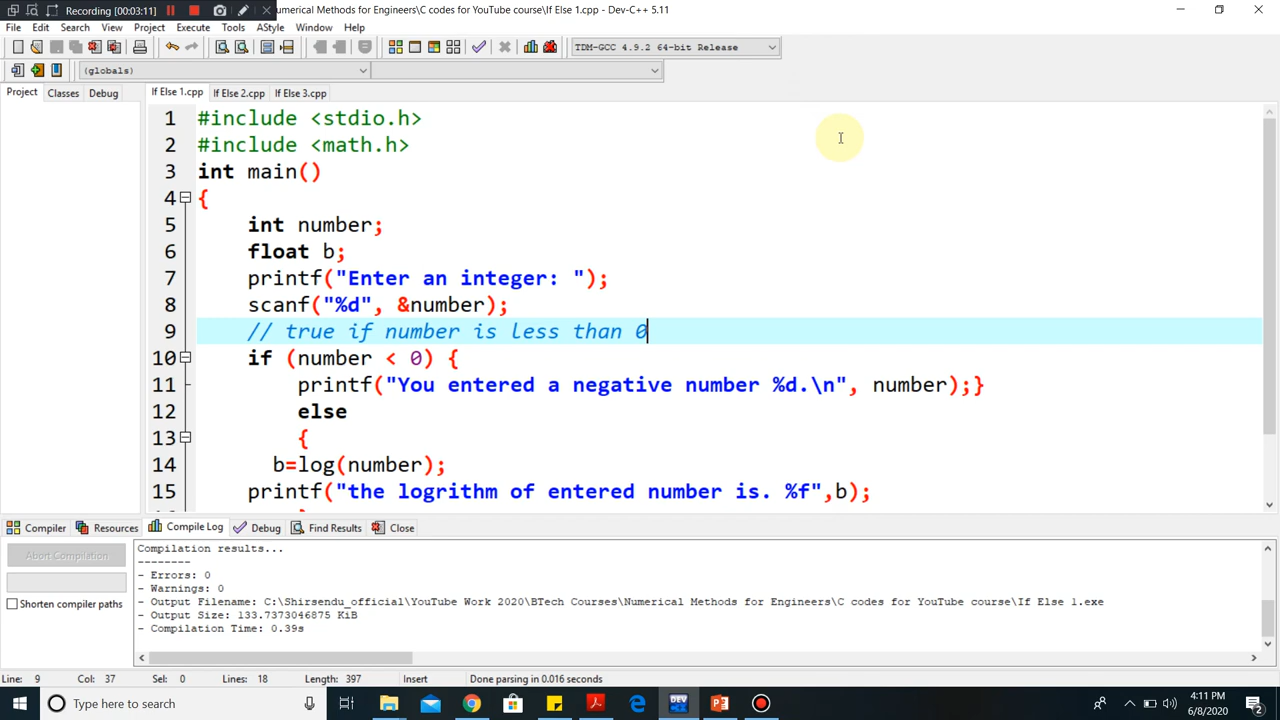 Recording [00:03:11]
Numerical Methods for Engineers\C codes for YouTube course\If Else 1.cpp - Dev-C++ 5.11
File Edit Search View Project Execute Tools AStyle Window Help
TDM-GCC 4.9.2 64-bit Release
(globals)
Project Classes Debug If Else 1.cpp If Else 2.cpp If Else 3.cpp
1 #include <stdio.h>
2 #include <math.h>
3 int main()
4 {
5 int number;
6 float b;
7 printf("Enter an integer: ");
8 scanf("%d", &number);
9 // true if number is less than 0
10 if (number < 0) {
11 printf("You entered a negative number %d.\n", number);}
12 else
13 {
14 b=log(number);
15 printf("the logrithm of entered number is. %f",b);
Compiler Resources Compile Log Debug Find Results Close
Abort Compilation
Shorten compiler paths
Compilation results...
--------
- Errors: 0
- Warnings: 0
- Output Filename: C:\Shirsendu_official\YouTube Work 2020\BTech Courses\Numerical Methods for Engineers\C codes for YouTube course\If Else 1.exe
- Output Size: 133.7373046875 KiB
- Compilation Time: 0.39s
Line: 9 Col: 37 Sel: 0 Lines: 18 Length: 397 Insert Done parsing in 0.016 seconds
Type here to search
4:11 PM
6/8/2020
2